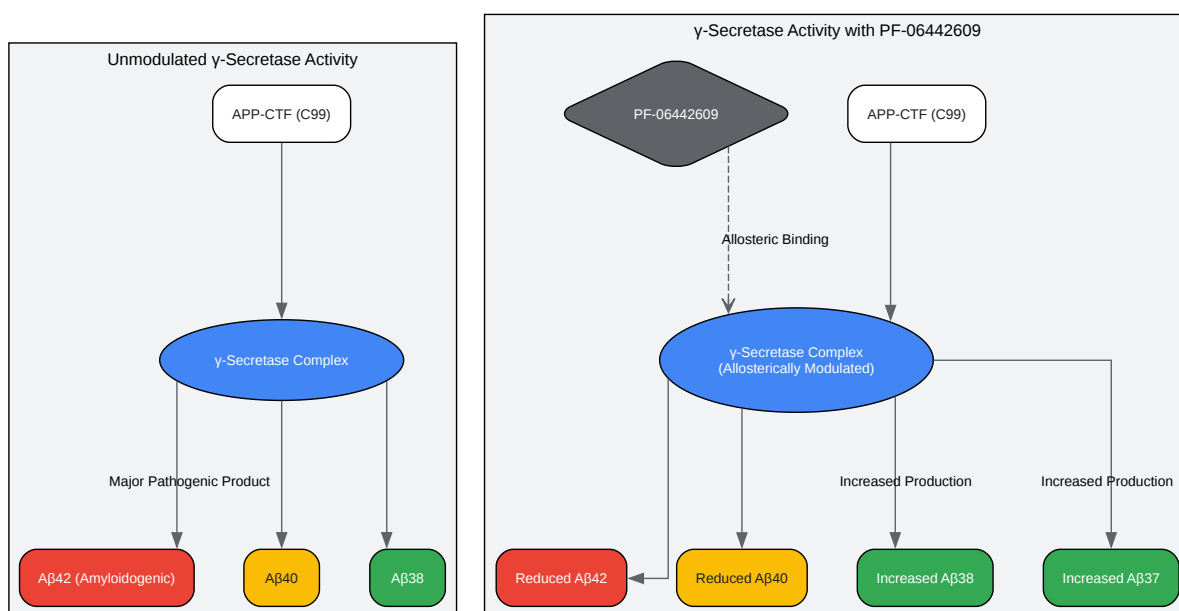 Unmodulated γ-Secretase Activity
APP-CTF (C99)
γ-Secretase Complex
Major Pathogenic Product
Aβ42 (Amyloidogenic)
Aβ40
Aβ38
γ-Secretase Activity with PF-06442609
PF-06442609
APP-CTF (C99)
Allosteric Binding
γ-Secretase Complex
(Allosterically Modulated)
Increased Production
Increased Production
Reduced Aβ42
Reduced Aβ40
Increased Aβ38
Increased Aβ37